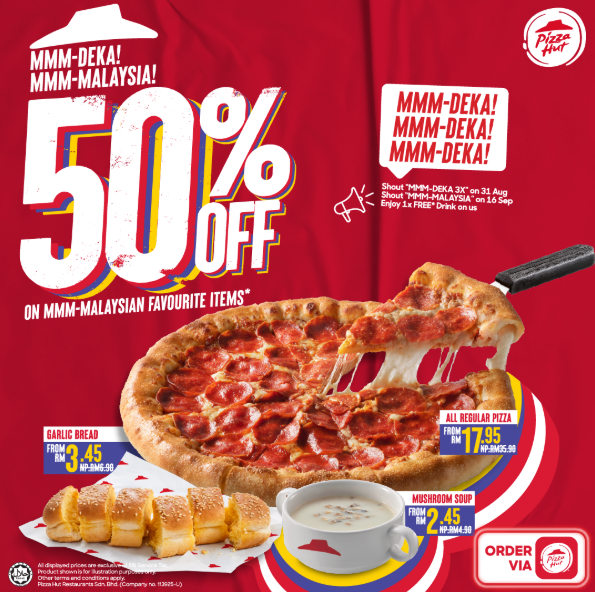 MMM-DEKA!
MMM-MALAYSIA!
50% OFF
ON MMM-MALAYSIAN FAVOURITE ITEMS*
Pizza Hut
MMM-DEKA!
MMM-DEKA!
MMM-DEKA!
Shout "MMM-DEKA 3X" on 31 Aug
Shout "MMM-MALAYSIA" on 16 Sep
Enjoy 1x FREE* Drink on us
ALL REGULAR PIZZA
FROM RM 17.95
NP-RM35.90
GARLIC BREAD
FROM RM 3.45
NP-RM6.90
MUSHROOM SOUP
FROM RM 2.45
NP-RM4.90
ORDER VIA
Pizza Hut
All displayed prices are exclusive of
Product shown is for illustration purposes only.
Other terms and conditions apply.
Pizza Hut Restaurants Sdn. Bhd. (Company no. 113925-U)